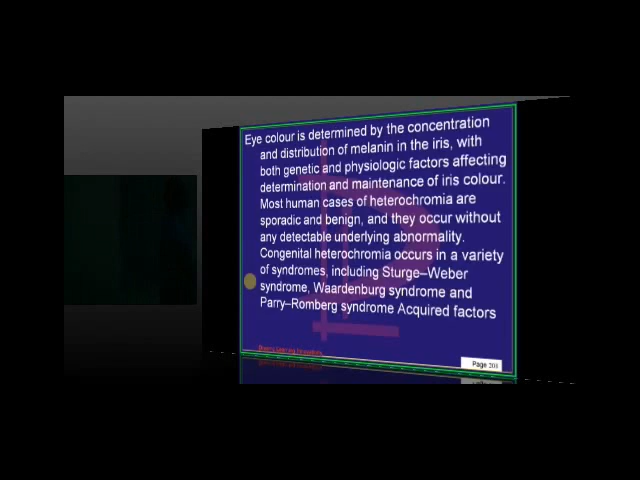 Eye colour is determined by the concentration
and distribution of melanin in the iris, with
both genetic and physiologic factors affecting
determination and maintenance of iris colour.
Most human cases of heterochromia are
sporadic and benign, and they occur without
any detectable underlying abnormality.
Congenital heterochromia occurs in a variety
of syndromes, including Sturge–Weber
syndrome, Waardenburg syndrome and
Parry–Romberg syndrome Acquired factors
Page 201